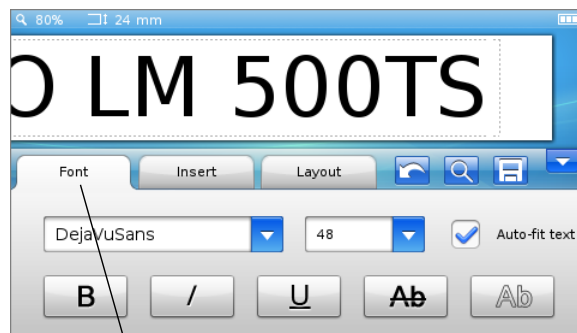 80% 24 mm
O LM 500TS
Font Insert Layout
DejaVuSans 48 Auto-fit text
B I U Ab Ab